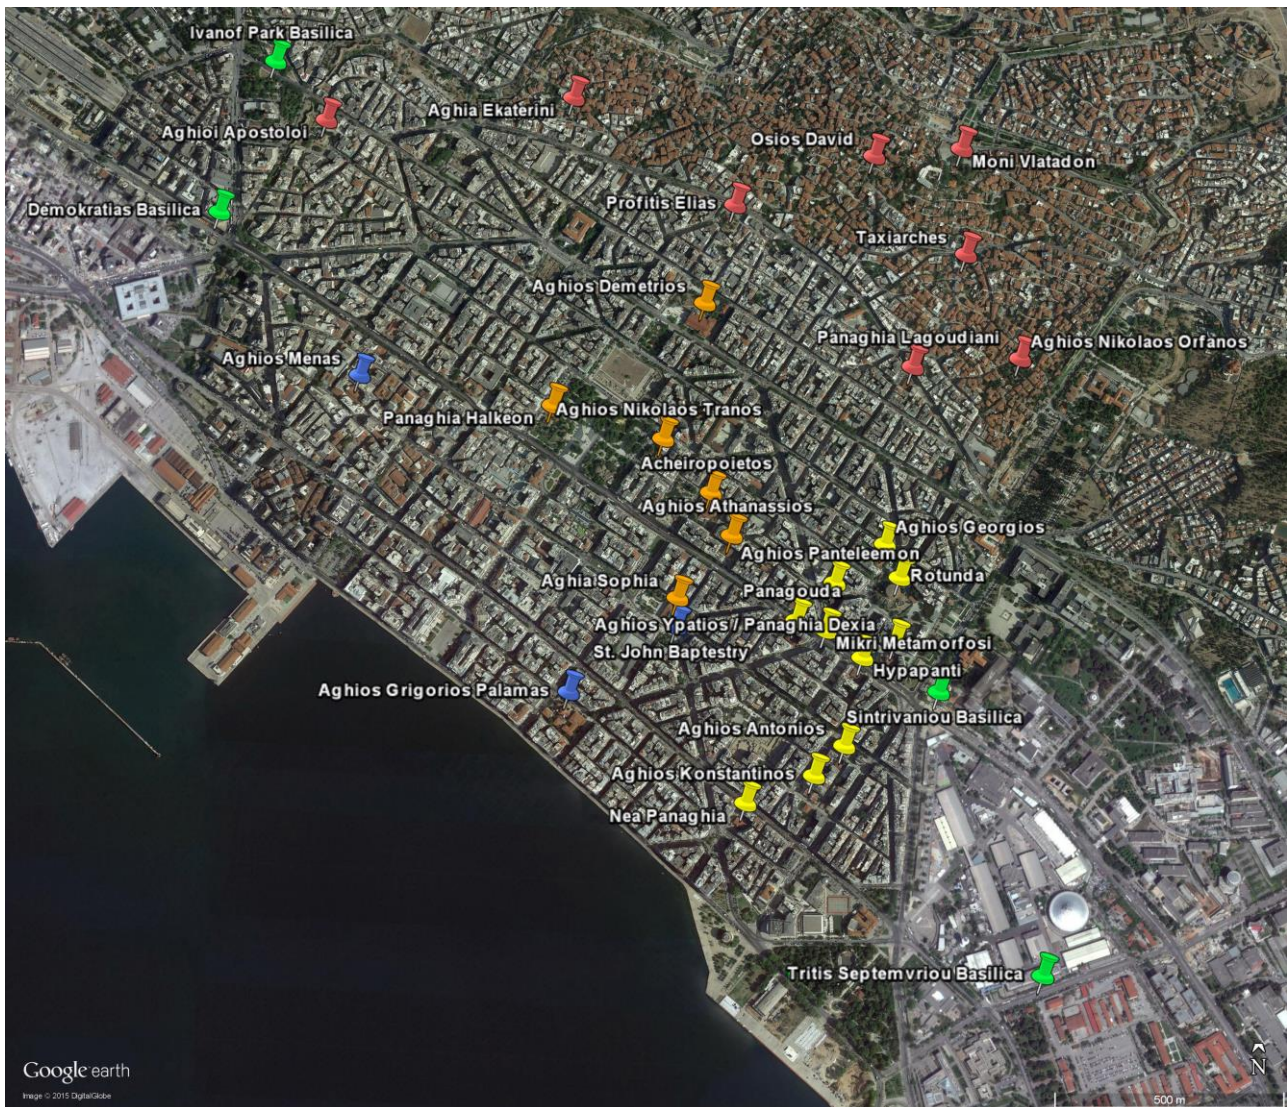 Ivanof Park Basilica
Aghia Ekaterini
Aghioi Apostoloi
Osios David
Moni Vlatadon
Demokratias Basilica
Profitis Elias
Taxiarches
Aghios Demetrios
Panaghia Lagoudiani
Aghios Nikolaos Orfanos
Aghios Menas
Panaghia Halkeon
Aghios Nikolaos Tranos
Acheiropoietos
Aghios Athanassios
Aghios Georgios
Aghios Panteleemon
Rotunda
Aghia Sophia
Panagouda
Aghios Ypatios / Panaghia Dexia
Mikri Metamorfosi
St. John Baptestry
Hypapanti
Aghios Grigorios Palamas
Sintrivaniou Basilica
Aghios Antonios
Aghios Konstantinos
Nea Panaghia
Tritis Septemvriou Basilica
Google earth
N
Image © 2015 DigitalGlobe
500 m